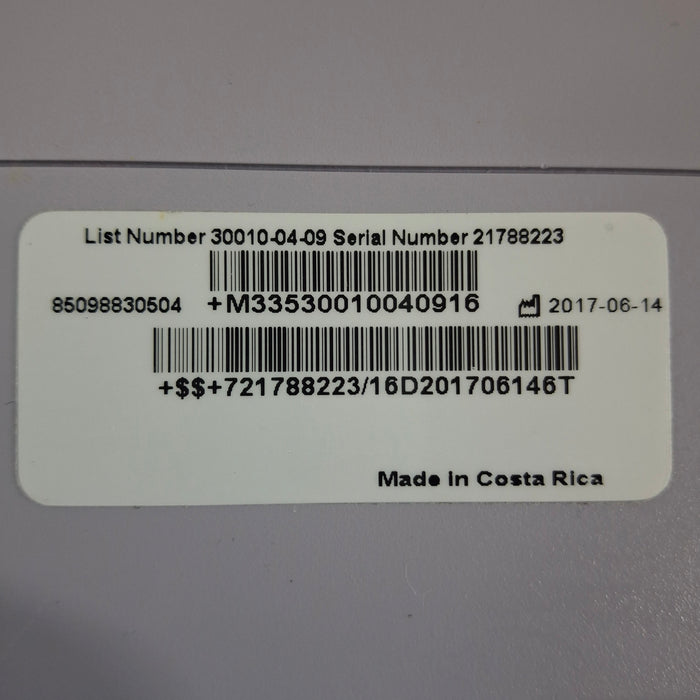 List Number 30010-04-09 Serial Number 21788223
85098830504 +M33530010040916 2017-06-14
+$$+721788223/16D201706146T
Made In Costa Rica